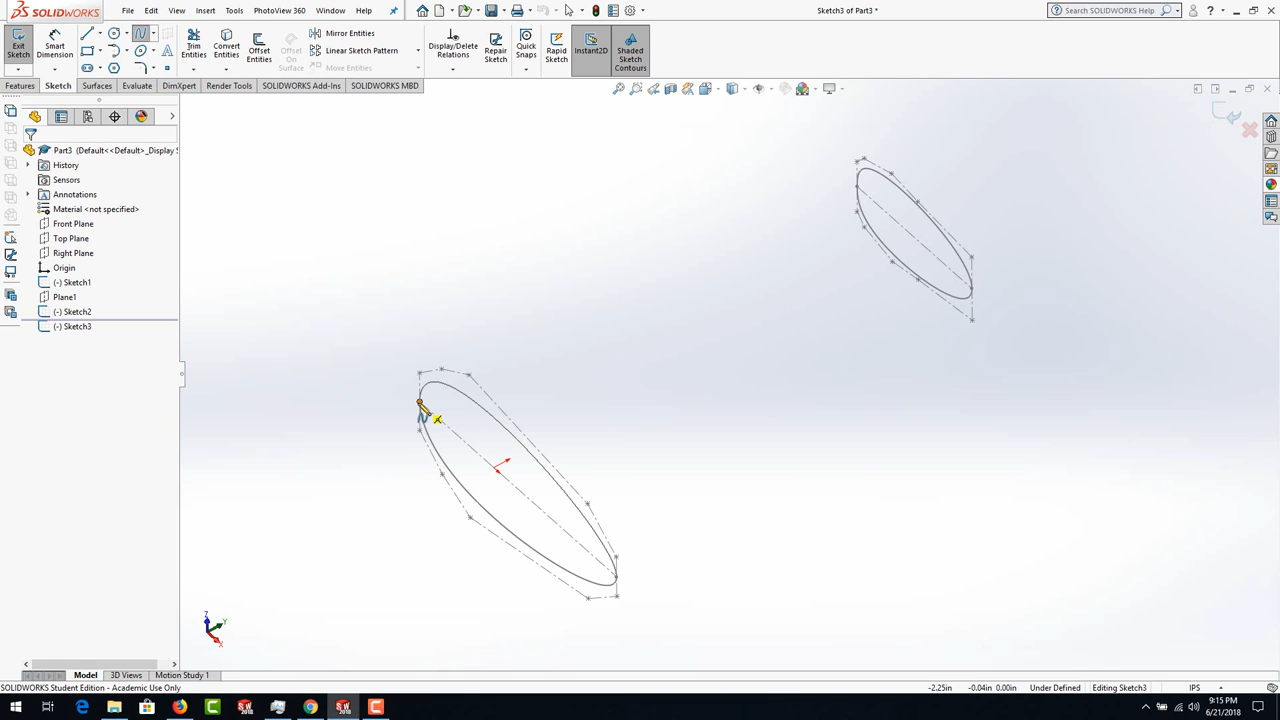 SOLIDWORKS File Edit View Insert Tools PhotoView 360 Window Help Sketch3 of Part3 * Search SOLIDWORKS Help
Exit Sketch
Smart Dimension
Trim Entities
Convert Entities
Offset Entities
Offset On Surface
Mirror Entities
Linear Sketch Pattern
Move Entities
Display/Delete Relations
Repair Sketch
Quick Snaps
Rapid Sketch
Instant2D
Shaded Sketch Contours
Features Sketch Surfaces Evaluate DimXpert Render Tools SOLIDWORKS Add-Ins SOLIDWORKS MBD
Part3 (Default<<Default>_Display S
History
Sensors
Annotations
Material <not specified>
Front Plane
Top Plane
Right Plane
Origin
(-) Sketch1
Plane1
(-) Sketch2
(-) Sketch3
Z
Y
X
Model 3D Views Motion Study 1
SOLIDWORKS Student Edition - Academic Use Only -2.25in -0.04in 0.00in Under Defined Editing Sketch3 IPS
9:15 PM
6/21/2018